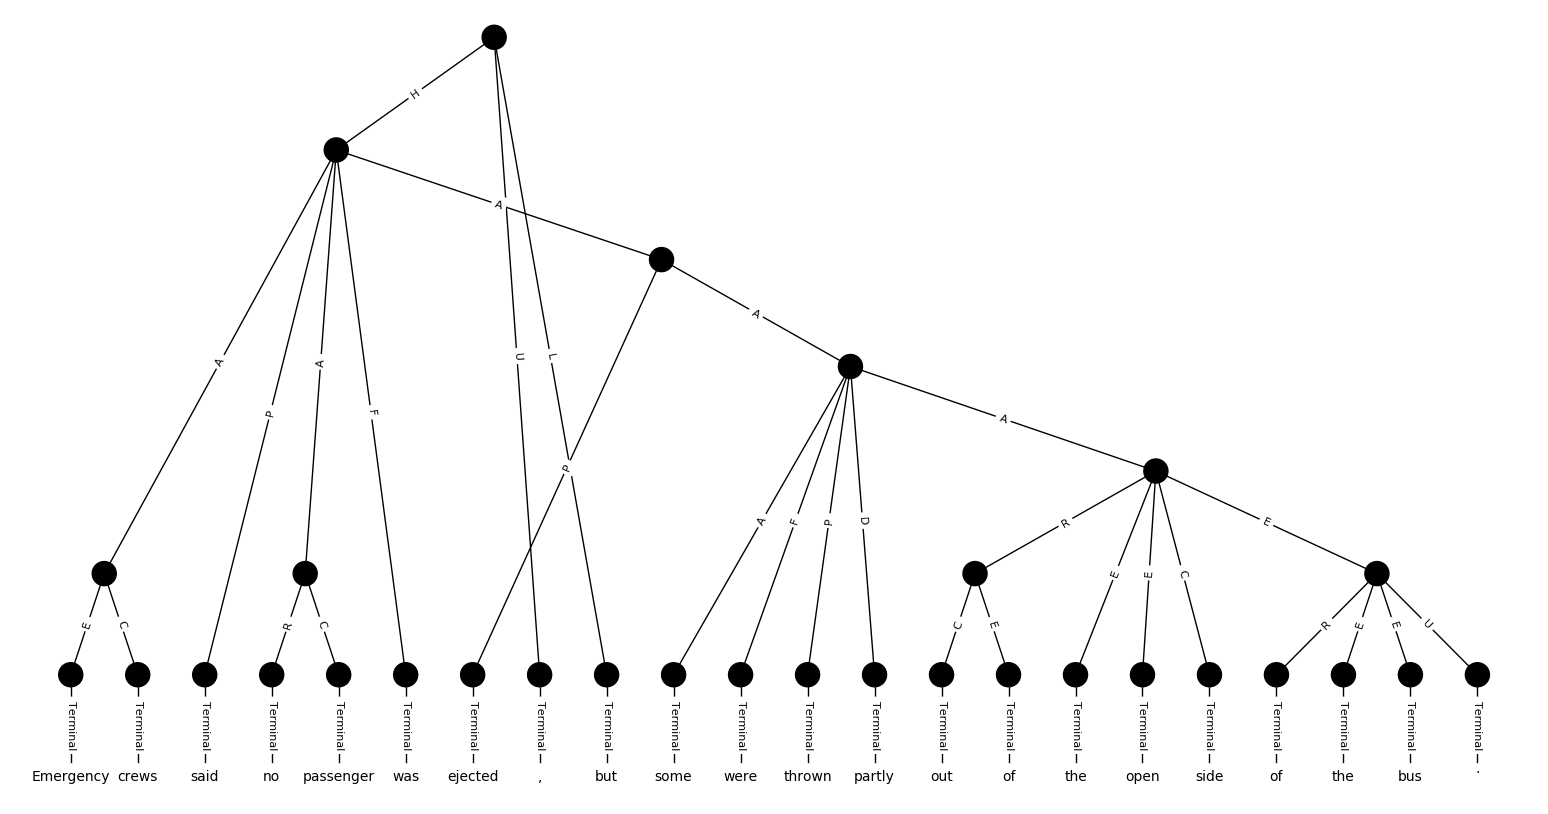 H
A
A
U
L
A
P
A
A
P
F
A
F
P
D
R
E
E
C
E
E
C
R
C
C
E
R
E
E
U
Terminal Terminal Terminal Terminal Terminal Terminal Terminal Terminal Terminal Terminal Terminal Terminal Terminal Terminal Terminal Terminal Terminal Terminal Terminal Terminal Terminal Terminal
Emergency crews said no passenger was ejected , but some were thrown partly out of the open side of the bus .